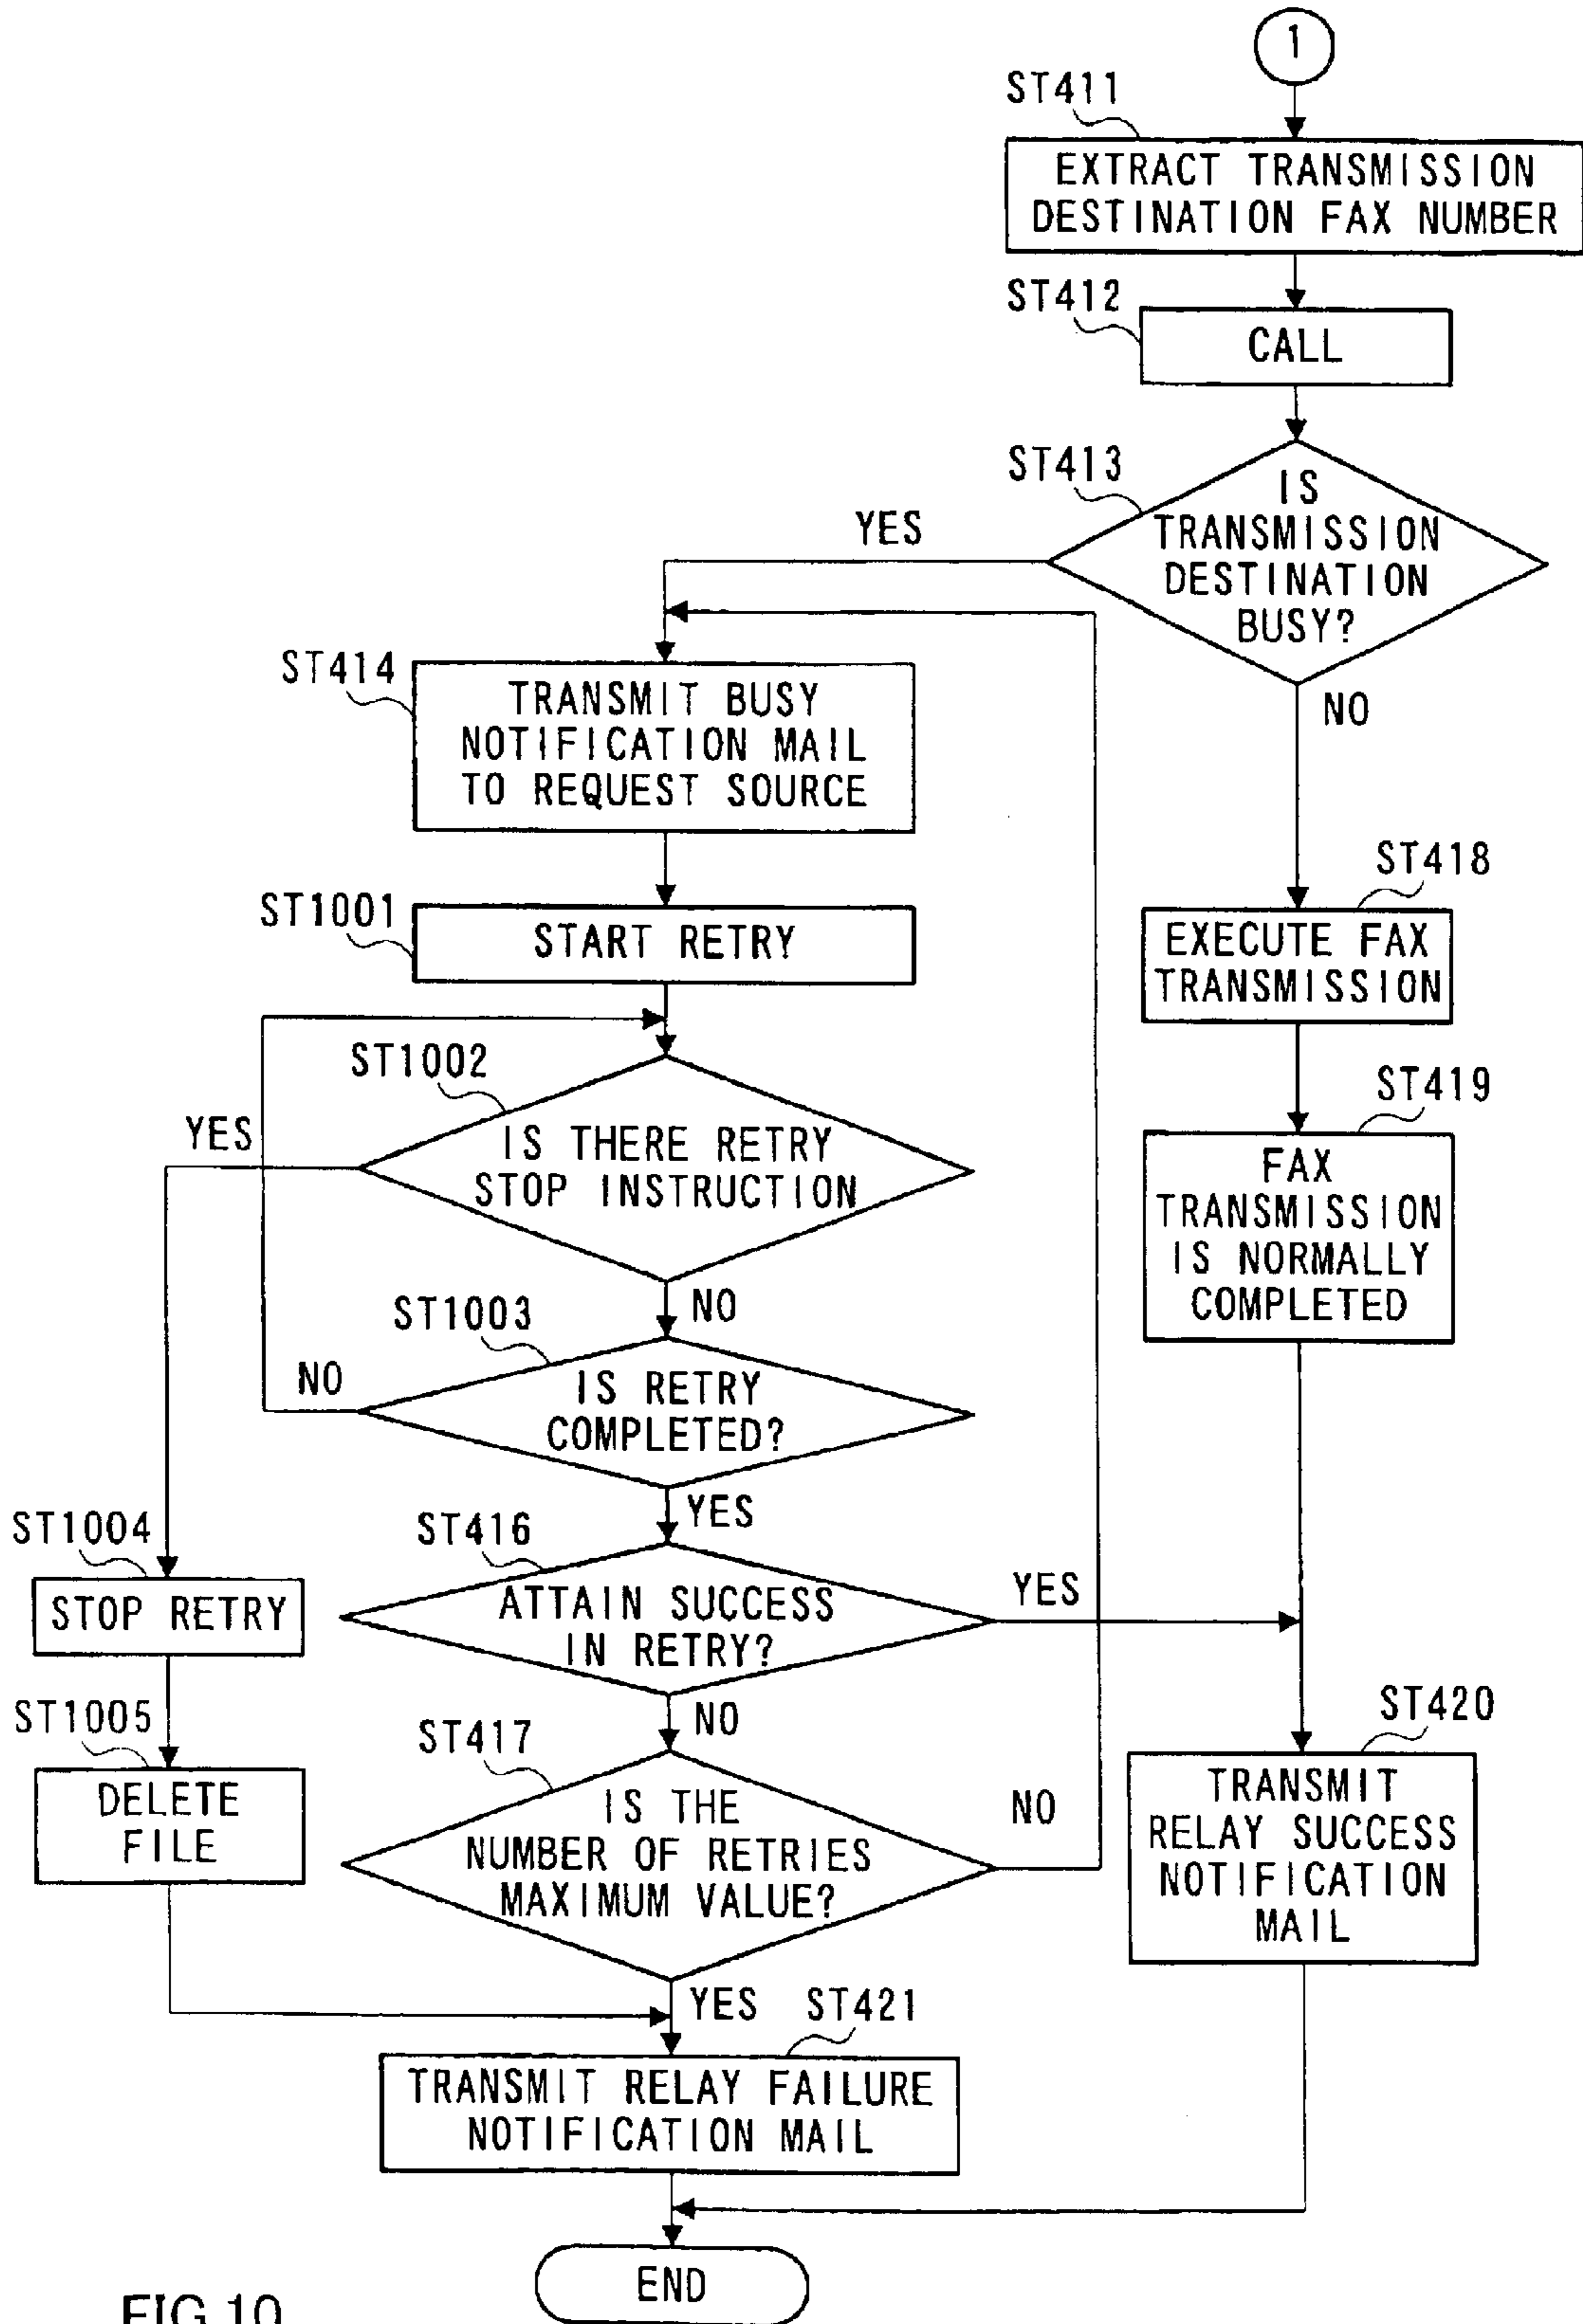 1
ST411
EXTRACT TRANSMISSION
DESTINATION FAX NUMBER
ST412
CALL
ST413
IS
TRANSMISSION
DESTINATION
BUSY?
YES
NO
ST414
TRANSMIT BUSY
NOTIFICATION MAIL
TO REQUEST SOURCE
ST1001
START RETRY
ST418
EXECUTE FAX
TRANSMISSION
ST1002
IS THERE RETRY
STOP INSTRUCTION
YES
NO
ST419
FAX
TRANSMISSION
IS NORMALLY
COMPLETED
ST1003
IS RETRY
COMPLETED?
NO
YES
ST1004
STOP RETRY
ST416
ATTAIN SUCCESS
IN RETRY?
YES
NO
ST1005
DELETE
FILE
ST417
IS THE
NUMBER OF RETRIES
MAXIMUM VALUE?
NO
YES
ST420
TRANSMIT
RELAY SUCCESS
NOTIFICATION
MAIL
ST421
TRANSMIT RELAY FAILURE
NOTIFICATION MAIL
END
FIG.10